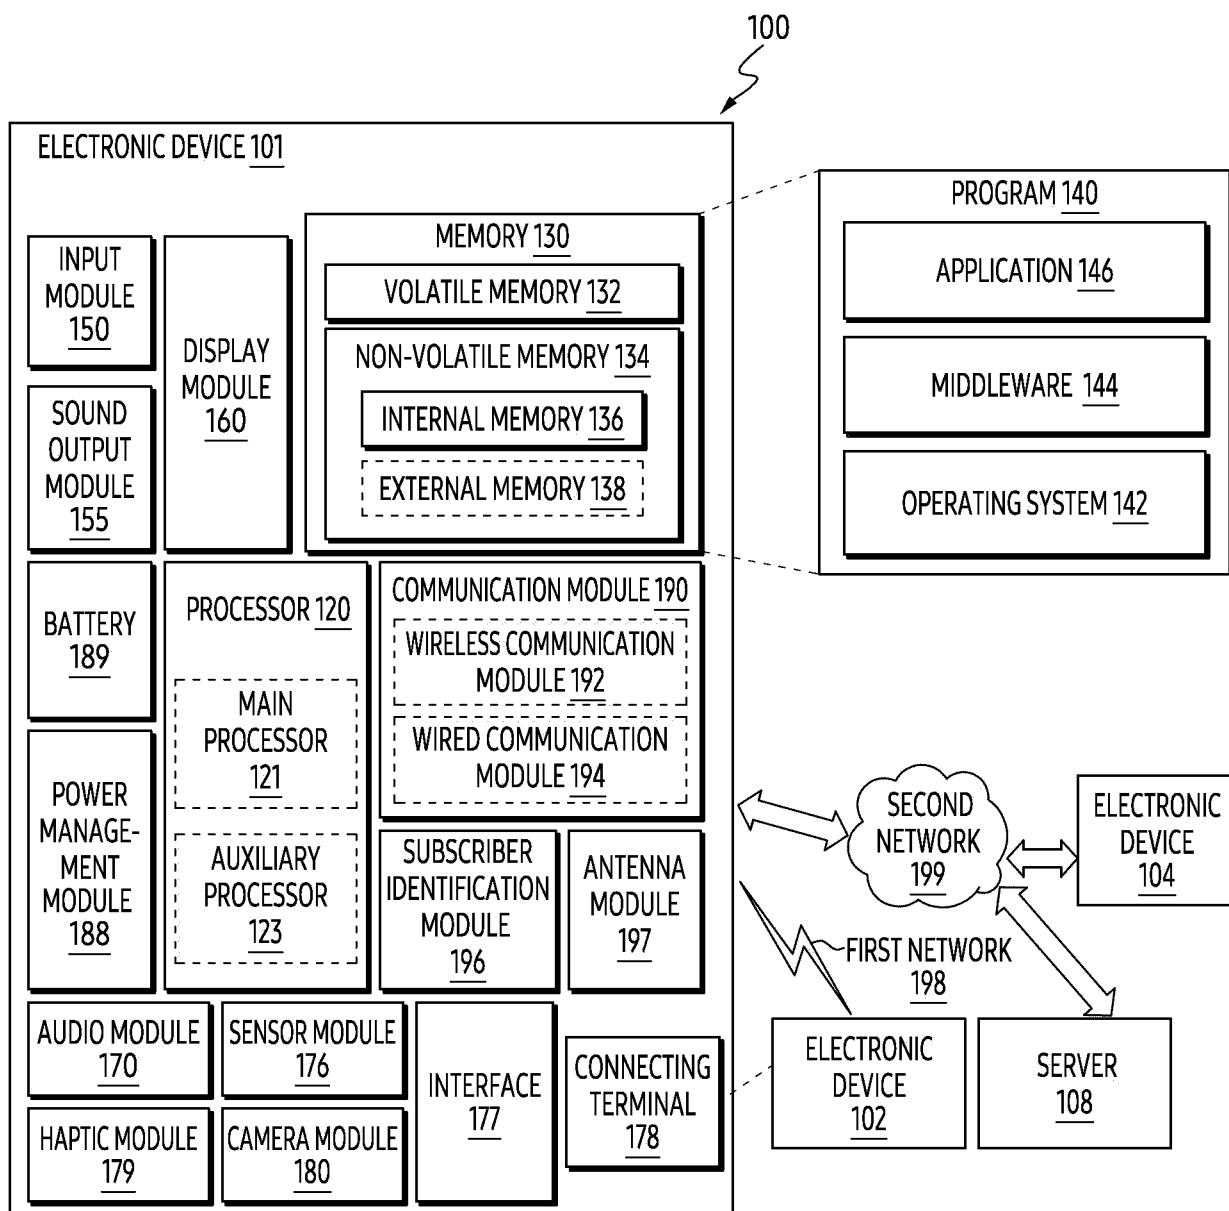 100
ELECTRONIC DEVICE 101
INPUT
MODULE
150
SOUND
OUTPUT
MODULE
155
DISPLAY
MODULE
160
MEMORY 130
VOLATILE MEMORY 132
NON-VOLATILE MEMORY 134
INTERNAL MEMORY 136
EXTERNAL MEMORY 138
PROGRAM 140
APPLICATION 146
MIDDLEWARE 144
OPERATING SYSTEM 142
BATTERY
189
POWER
MANAGE-
MENT MODULE
188
PROCESSOR 120
MAIN
PROCESSOR
121
AUXILIARY
PROCESSOR
123
COMMUNICATION MODULE 190
WIRELESS COMMUNICATION
MODULE 192
WIRED COMMUNICATION
MODULE 194
SUBSCRIBER
IDENTIFICATION
MODULE
196
ANTENNA
MODULE
197
SECOND
NETWORK
199
ELECTRONIC
DEVICE
104
FIRST NETWORK
198
AUDIO MODULE
170
SENSOR MODULE
176
HAPTIC MODULE
179
CAMERA MODULE
180
INTERFACE
177
CONNECTING
TERMINAL
178
ELECTRONIC
DEVICE
102
SERVER
108